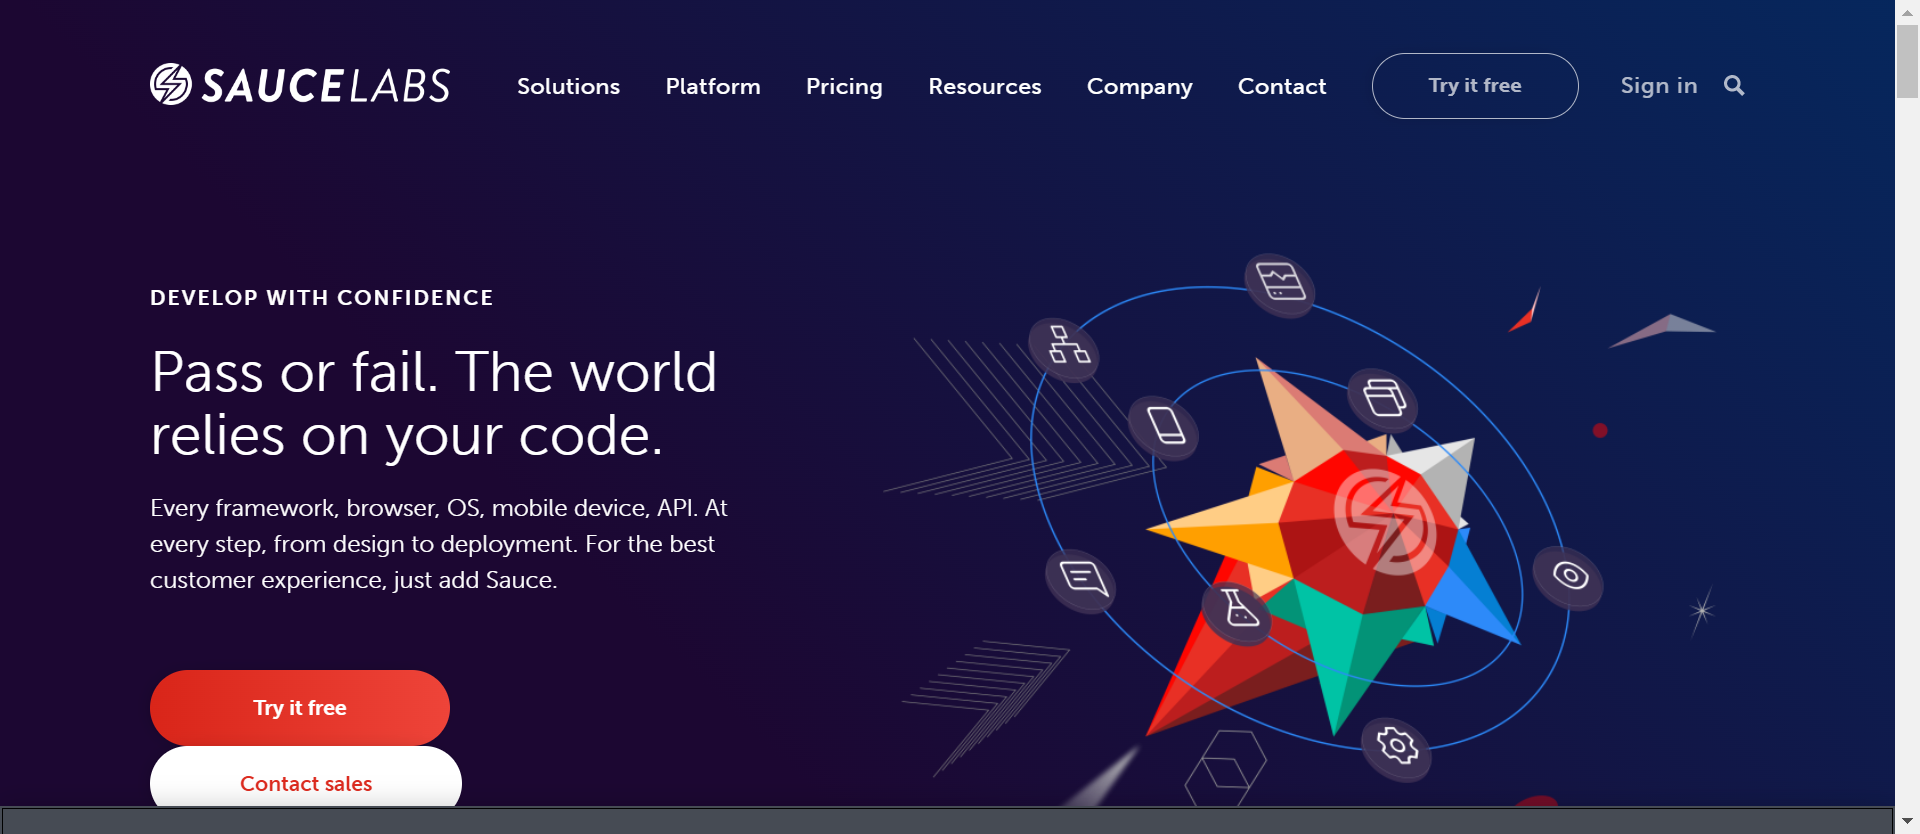 SAUCELABS
Solutions
Platform
Pricing
Resources
Company
Contact
Try it free
Sign in
DEVELOP WITH CONFIDENCE
Pass or fail. The world
relies on your code.
Every framework, browser, OS, mobile device, API. At
every step, from design to deployment. For the best
customer experience, just add Sauce.
Try it free
Contact sales